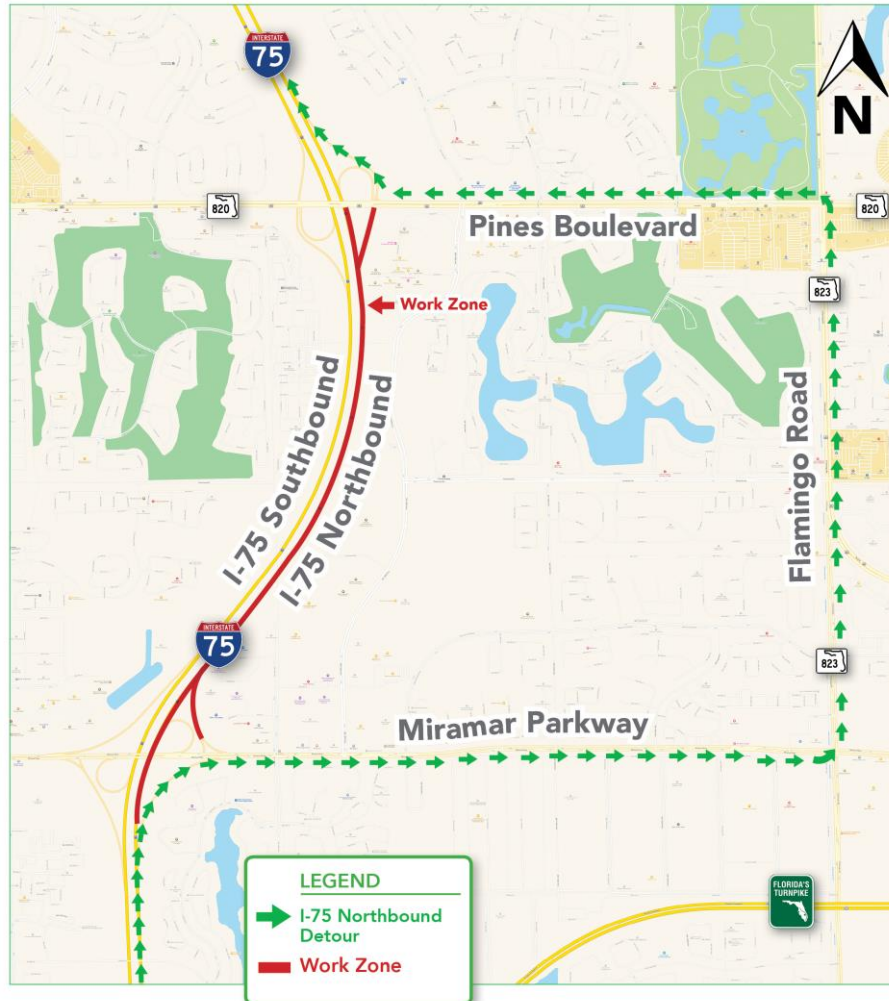 INTERSTATE
75
N
820
820
Pines Boulevard
823
Work Zone
I-75 Southbound
I-75 Northbound
Flamingo Road
INTERSTATE
75
823
Miramar Parkway
LEGEND
I-75 Northbound
Detour
Work Zone
FLORIDA'S
TURNPIKE